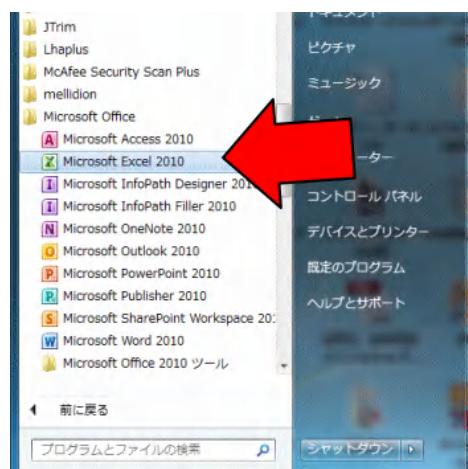 JTrim
Lhaplus
McAfee Security Scan Plus
mellidion
Microsoft Office
Microsoft Access 2010
Microsoft Excel 2010
Microsoft InfoPath Designer 201
Microsoft InfoPath Filler 2010
Microsoft OneNote 2010
Microsoft Outlook 2010
Microsoft PowerPoint 2010
Microsoft Publisher 2010
Microsoft SharePoint Workspace 20:
Microsoft Word 2010
Microsoft Office 2010 ツール
前に戻る
プログラムとファイルの検索
ピクチャ
ミュージック
ーター
コントロール パネル
デバイスとプリンター
既定のプログラム
ヘルプとサポート
シャットダウン